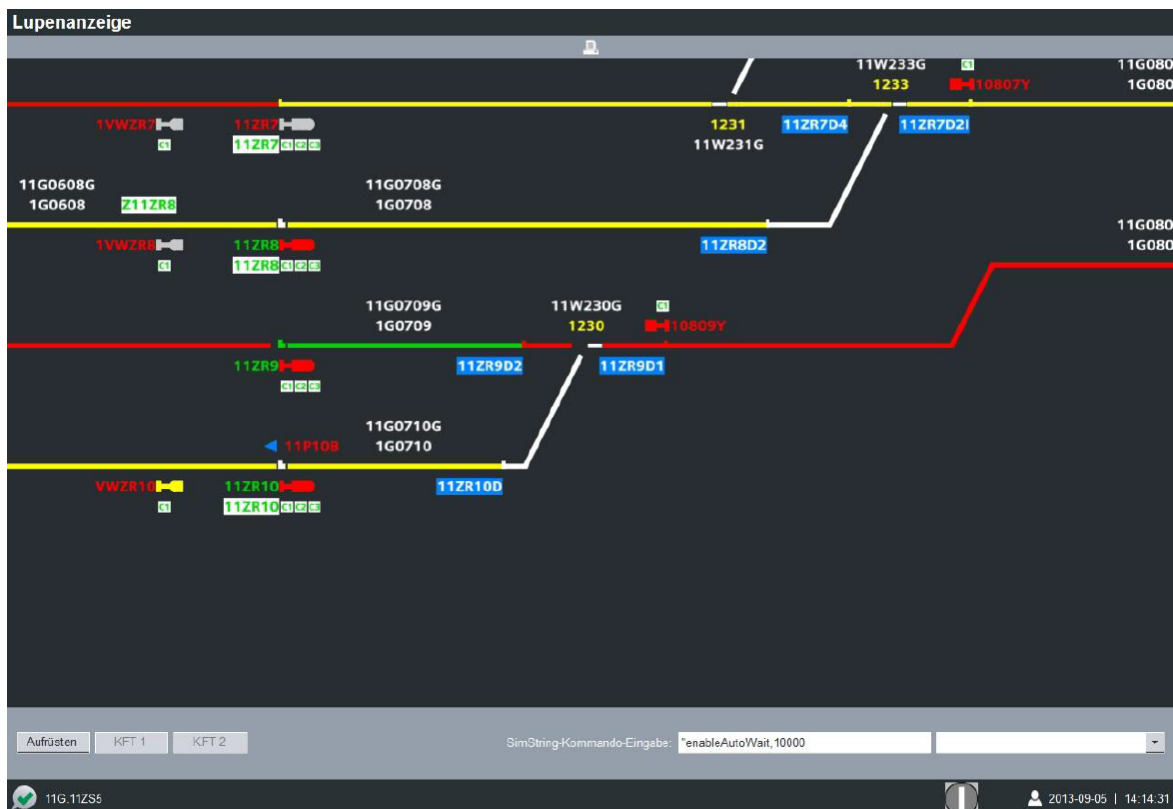 Lupenanzeige
11W233G C1 11G080
1233 10807Y 1G080
1VWZR7 11ZR7 1231 11ZR7D4 11ZR7D2I
C1 11ZR7 C1 C2 C3 11W231G
11G0608G 11G0708G
1G0608 Z11ZR8 1G0708
11G080
1VWZR8 11ZR8 11ZR8D2 1G080
C1 11ZR8 C1 C2 C3
11G0709G 11W230G C1
1G0709 1230 10809Y
11ZR9 11ZR9D2 11ZR9D1
C1 C2 C3
11G0710G
11P10B 1G0710
VWZR10 11ZR10 11ZR10D
C1 11ZR10 C1 C2 C3
Aufrüsten KFT 1 KFT 2 SimString-Kommando-Eingabe: "enableAutoWait,10000
11G.11ZS5 2013-09-05 | 14:14:31